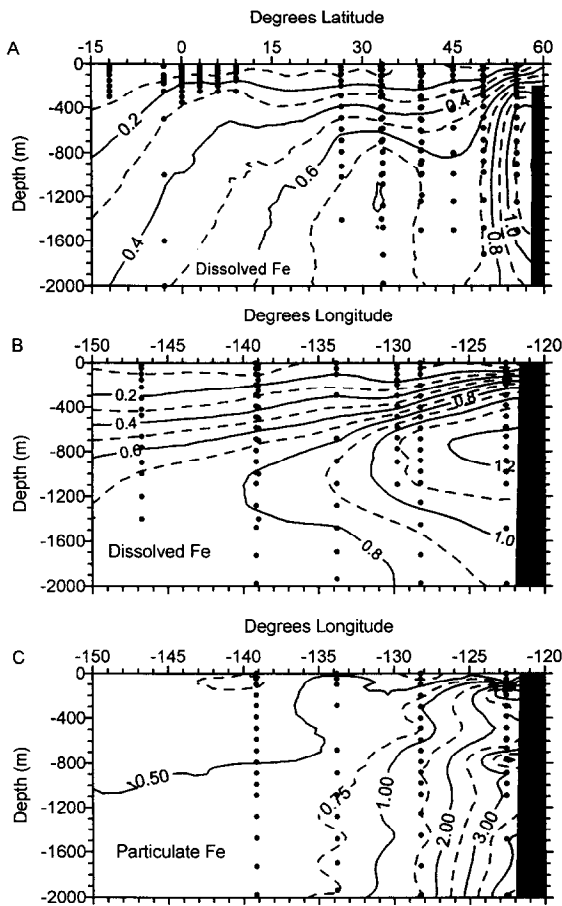 Degrees Latitude
A
-15 0 15 30 45 60
0
-400
-800
-1200
-1600
-2000
Depth (m)
0.2
0.4
0.4
0.6
0.8
1.0
Dissolved Fe
Degrees Longitude
B
-150 -145 -140 -135 -130 -125 -120
0
-400
-800
-1200
-1600
-2000
Depth (m)
0.2
0.4
0.6
0.8
1.2
1.0
0.8
Dissolved Fe
Degrees Longitude
C
-150 -145 -140 -135 -130 -125 -120
0
-400
-800
-1200
-1600
-2000
Depth (m)
0.50
0.75
1.00
2.00
3.00
Particulate Fe